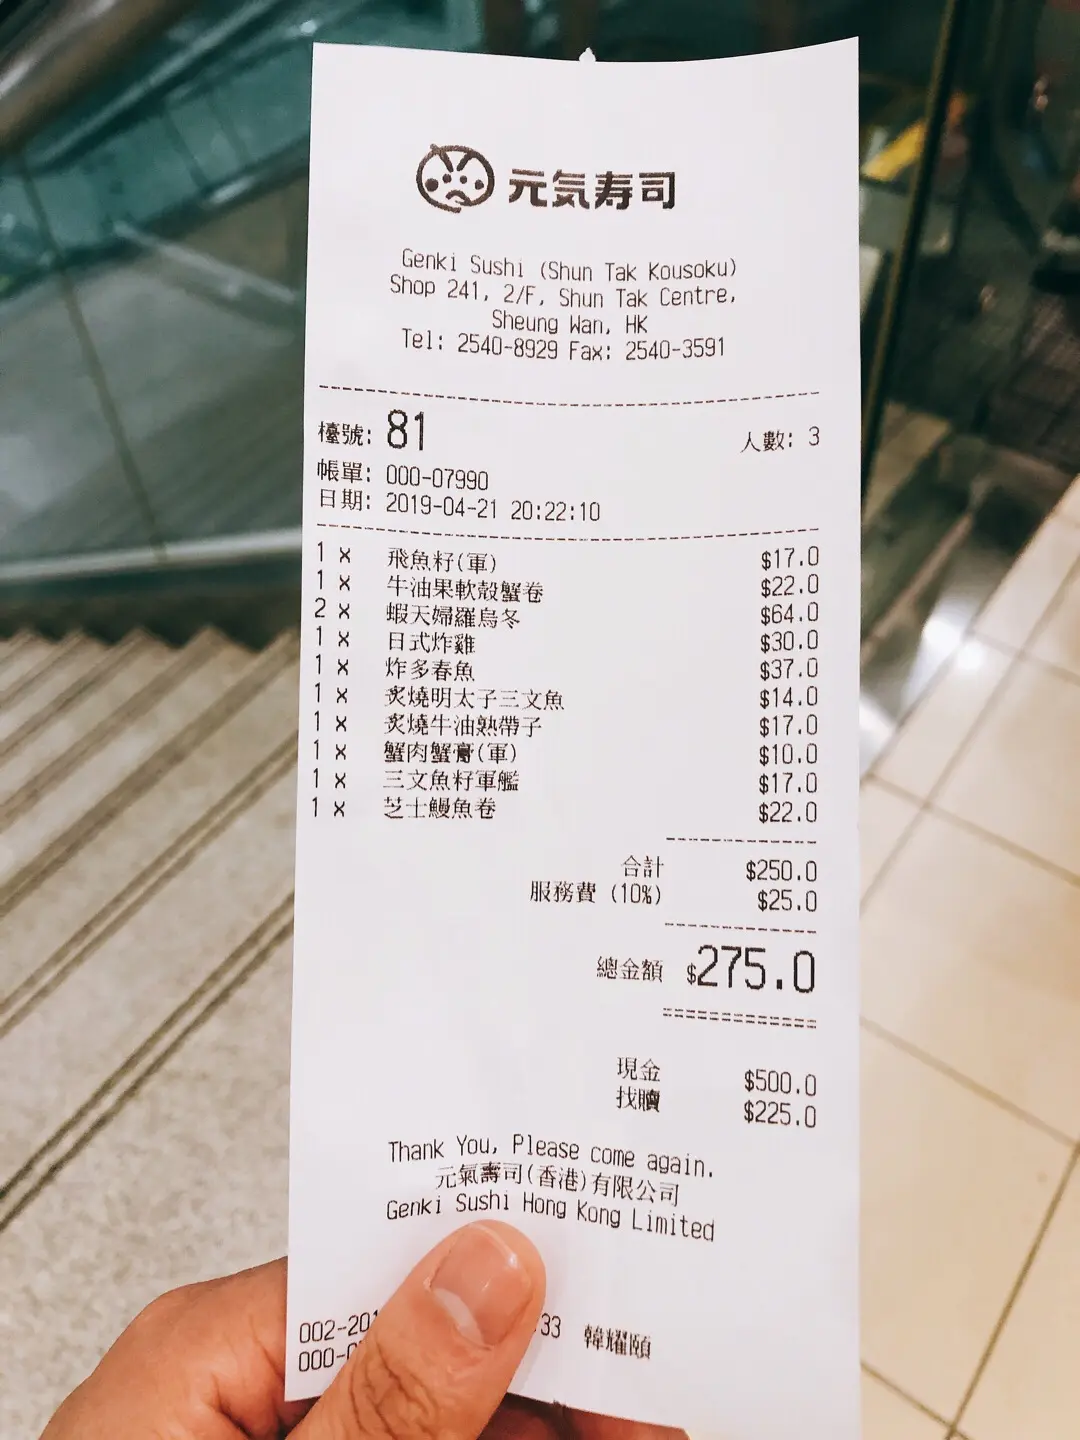 元気寿司
Genki Sushi (Shun Tak Kousoku)
Shop 241, 2/F, Shun Tak Centre,
Sheung Wan, HK
Tel: 2540-8929 Fax: 2540-3591
檯號: 81 人數: 3
帳單: 000-07990
日期: 2019-04-21 20:22:10
1 x 飛魚籽(軍) $17.0
1 x 牛油果軟殼蟹卷 $22.0
2 x 蝦天婦羅烏冬 $64.0
1 x 日式炸雞 $30.0
1 x 炸多春魚 $37.0
1 x 炙燒明太子三文魚 $14.0
1 x 炙燒牛油熟帶子 $17.0
1 x 蟹肉蟹膏(軍) $10.0
1 x 三文魚籽軍艦 $17.0
1 x 芝士鰻魚卷 $22.0
合計 $250.0
服務費 (10%) $25.0
總金額 $275.0
現金 $500.0
找贖 $225.0
Thank You, Please come again.
元氣壽司(香港)有限公司
Genki Sushi Hong Kong Limited
002-201 33 韓耀頤
000-0